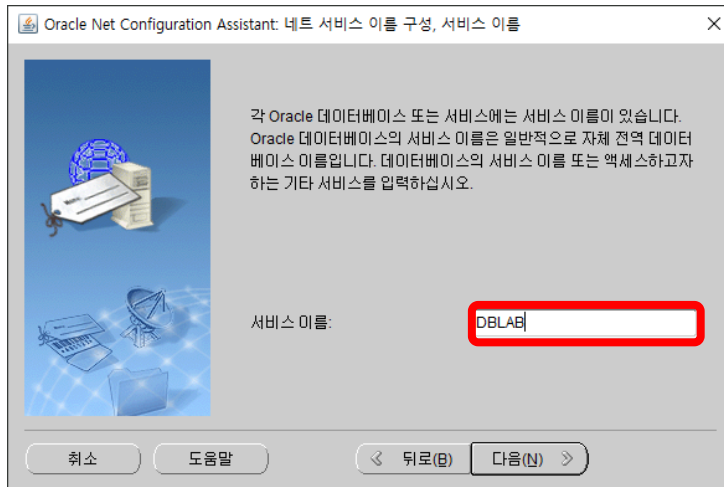 Oracle Net Configuration Assistant: 네트 서비스 이름 구성, 서비스 이름
각 Oracle 데이터베이스 또는 서비스에는 서비스 이름이 있습니다.
Oracle 데이터베이스의 서비스 이름은 일반적으로 자체 전역 데이터
베이스 이름입니다. 데이터베이스의 서비스 이름 또는 액세스하고자
하는 기타 서비스를 입력하십시오.
서비스 이름: DBLAB
취소 도움말 뒤로(B) 다음(N)